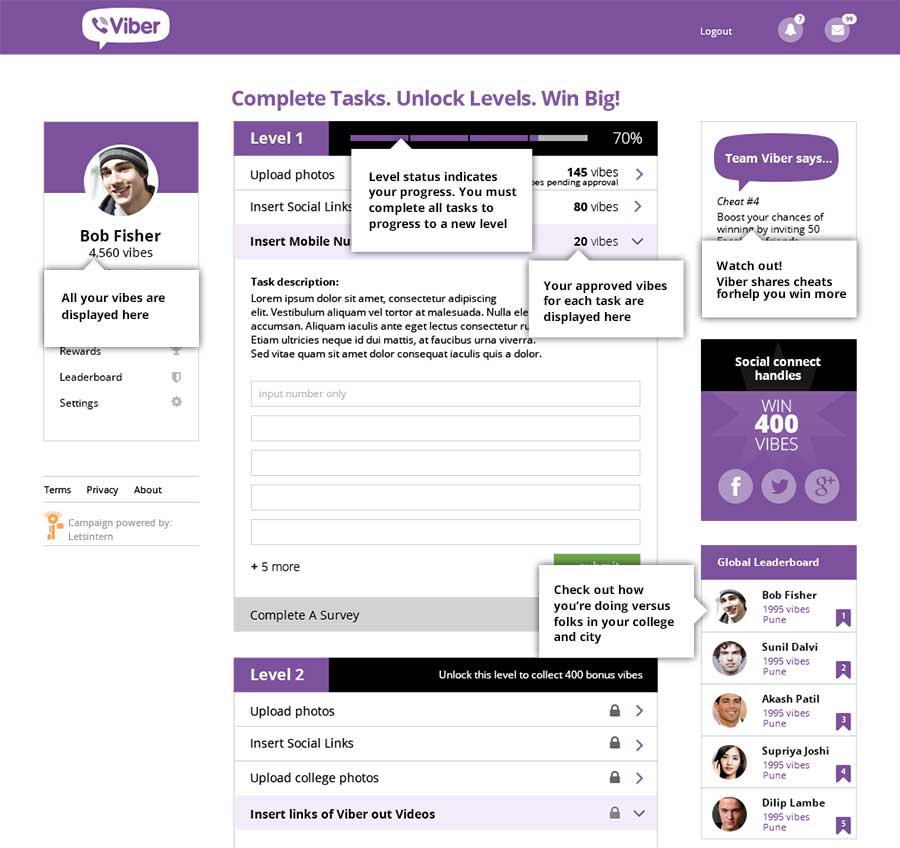 Viber
Logout
7
99
Complete Tasks. Unlock Levels. Win Big!
Bob Fisher
4,560 vibes
All your vibes are
displayed here
Rewards
Leaderboard
Settings
Terms Privacy About
Campaign powered by:
Letsintern
Level 1
70%
Level status indicates
your progress. You must
complete all tasks to
progress to a new level
Upload photos
145 vibes
pending approval
Insert Social Links
80 vibes
Insert Mobile
20 vibes
Your approved vibes
for each task are
displayed here
Task description:
Lorem ipsum dolor sit amet, consectetur adipiscing
elit. Vestibulum aliquam vel tortor at malesuada. Nulla
accumsan. Aliquam iaculis ante eget lectus consectetur
Etiam ultricies neque id dui mattis, at faucibus urna viverra.
Sed vitae quam sit amet dolor consequat iaculis quis a dolor.
input number only
+ 5 more
Complete A Survey
Check out how
you're doing versus
folks in your college
and city
Level 2
Unlock this level to collect 400 bonus vibes
Upload photos
Insert Social Links
Upload college photos
Insert links of Viber out Videos
Team Viber says...
Cheat #4
Boost your chances of
winning by inviting 50
Watch out!
Viber shares cheats
forhelp you win more
Social connect
handles
WIN
400
VIBES
f
g+
Global Leaderboard
Bob Fisher
1995 vibes
Pune
1
Sunil Dalvi
1995 vibes
Pune
2
Akash Patil
1995 vibes
Pune
3
Supriya Joshi
1995 vibes
Pune
4
Dilip Lambe
1995 vibes
Pune
5